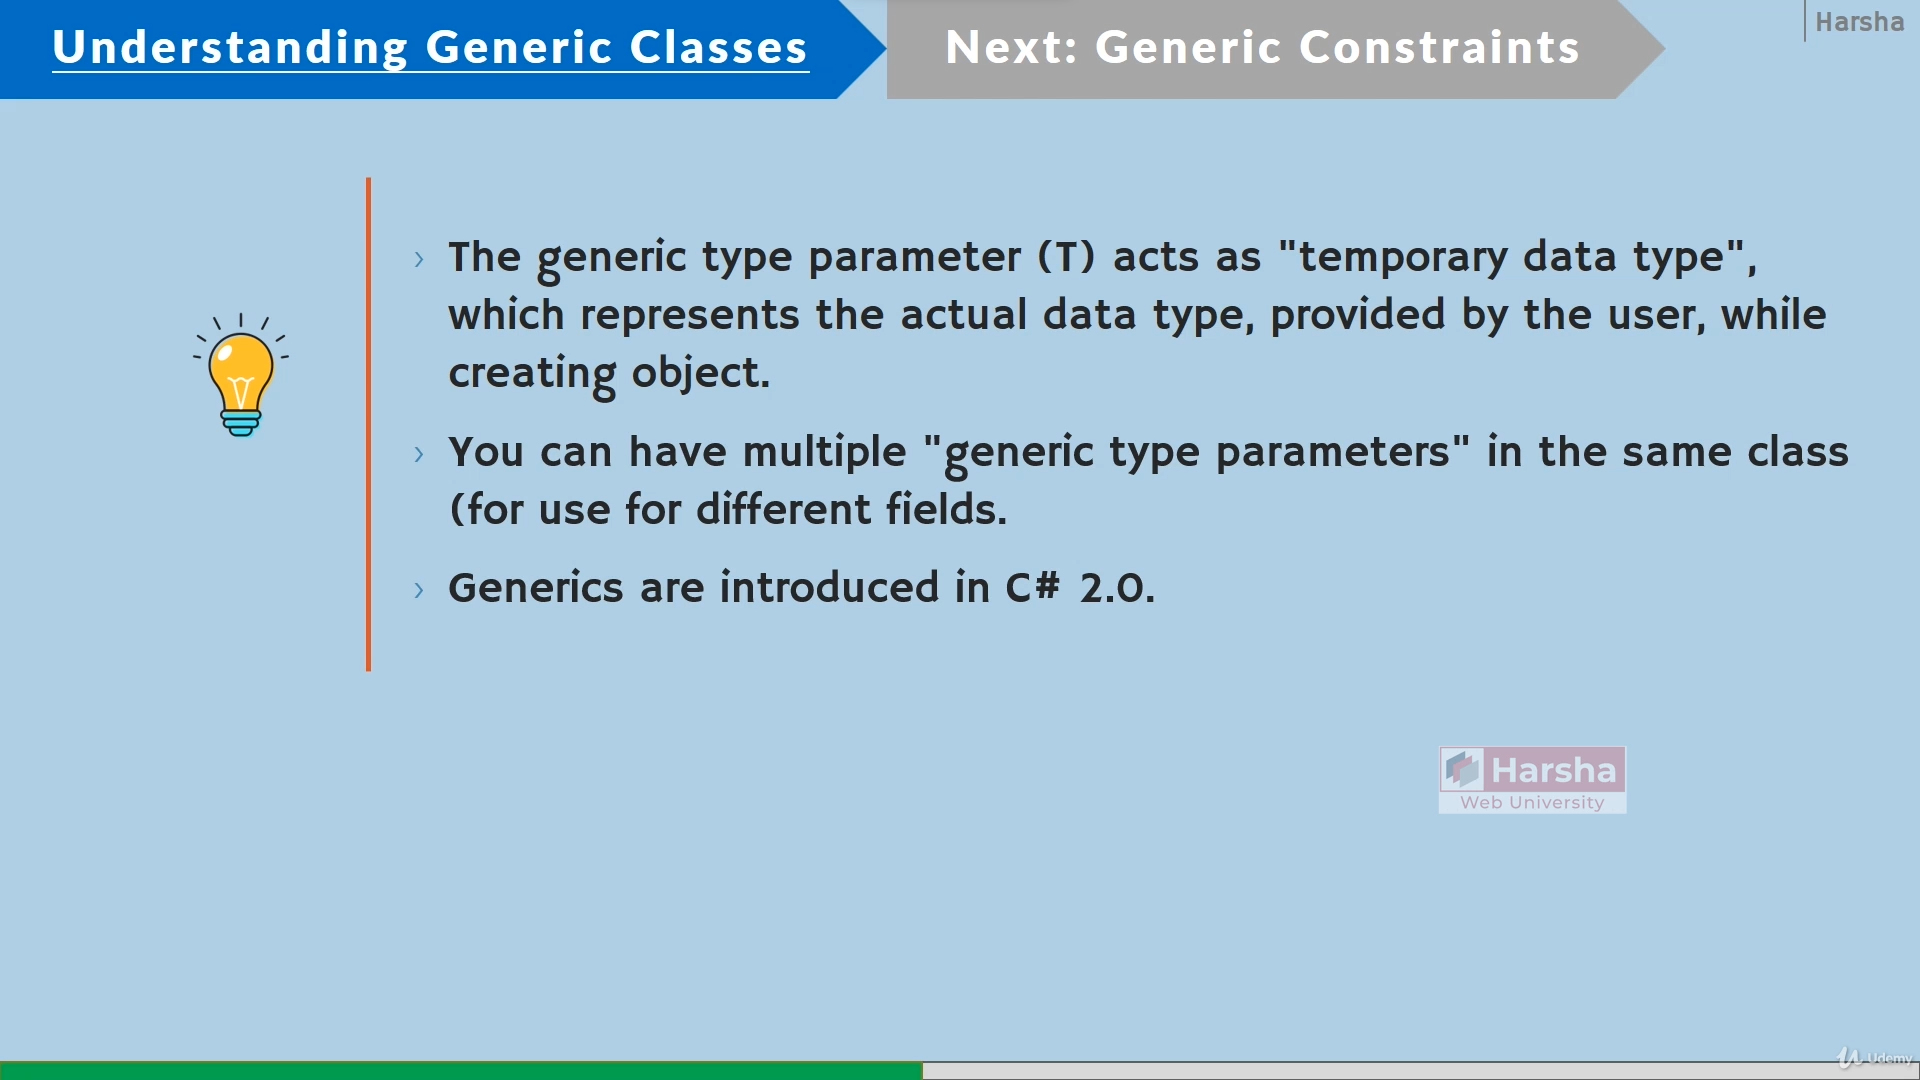 Understanding Generic Classes
Next: Generic Constraints
Harsha
› The generic type parameter (T) acts as "temporary data type",
which represents the actual data type, provided by the user, while
creating object.
› You can have multiple "generic type parameters" in the same class
(for use for different fields.
› Generics are introduced in C# 2.0.
Harsha
Web University
Udemy